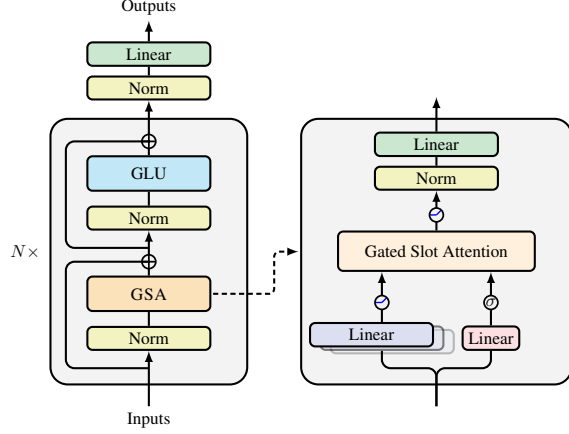 Outputs
Linear
Norm
GLU
Norm
N×
GSA
Norm
Inputs
Linear
Norm
Gated Slot Attention
σ
Linear
Linear